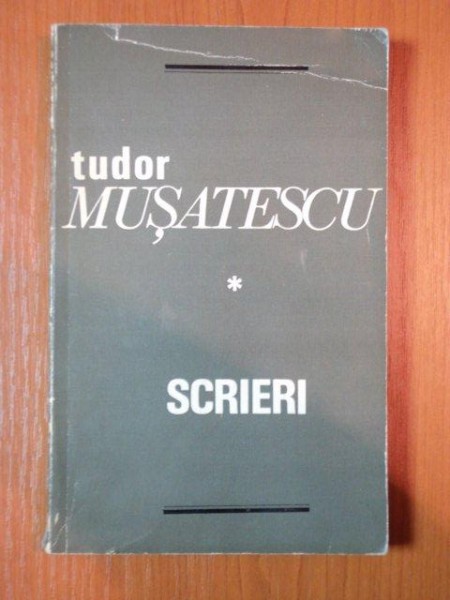 tudor
MUȘATESCU
*
SCRIERI